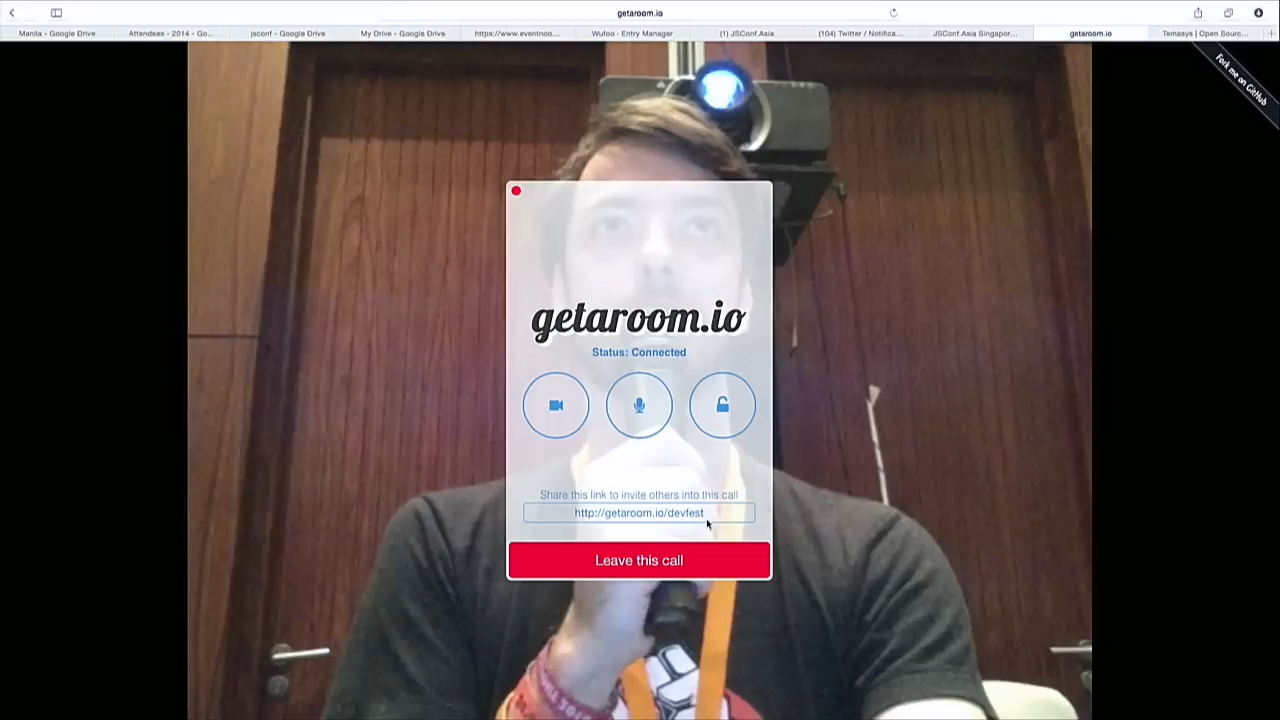 getaroom.io
Manila - Google Drive
Attendees - 2014 - Go...
jsconf - Google Drive
My Drive - Google Drive
https://www.eventnoo...
Wufoo - Entry Manager
(1) JSConf.Asia
(104) Twitter / Notifica...
JSConf.Asia Singapor...
getaroom.io
Temasys | Open Sourc...
Fork me on GitHub
getaroom.io
Status: Connected
Share this link to invite others into this call
http://getaroom.io/devfest
Leave this call